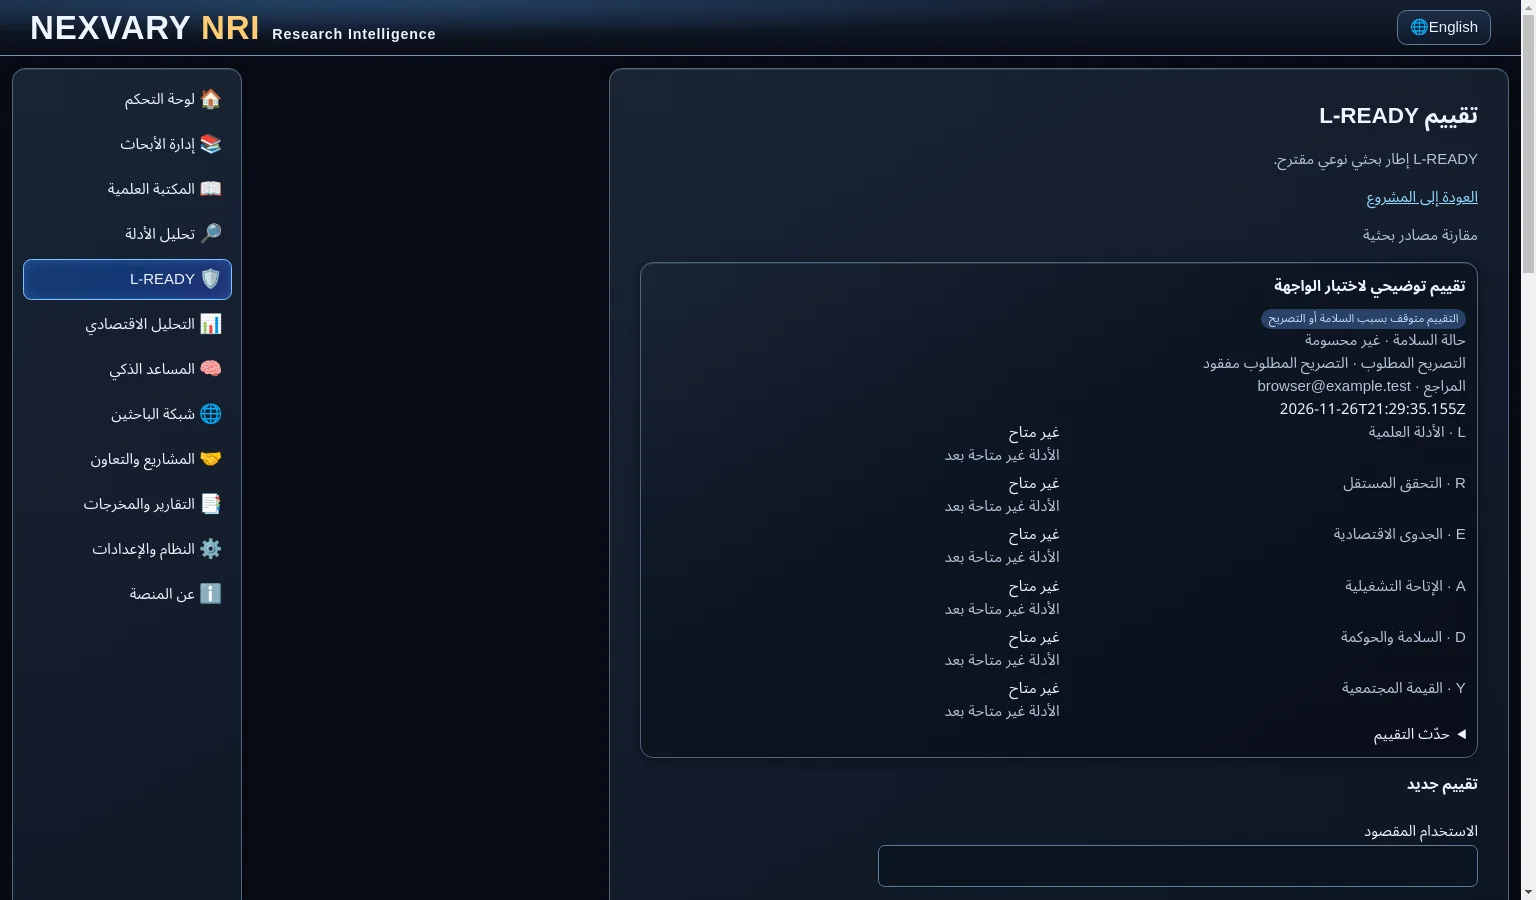 NEXVARY NRI Research Intelligence
🌐English
🏠 لوحة التحكم
📚 إدارة الأبحاث
📖 المكتبة العلمية
🔎 تحليل الأدلة
🛡️ L-READY
📊 التحليل الاقتصادي
🧠 المساعد الذكي
🌐 شبكة الباحثين
🤝 المشاريع والتعاون
📑 التقارير والمخرجات
⚙️ النظام والإعدادات
ℹ️ عن المنصة
تقييم L-READY
L-READY إطار بحثي نوعي مقترح.
العودة إلى المشروع
مقارنة مصادر بحثية
تقييم توضيحي لاختبار الواجهة
التقييم متوقف بسبب السلامة أو التصريح
حالة السلامة · غير محسومة
التصريح المطلوب · التصريح المطلوب مفقود
المراجع · browser@example.test
2026-11-26T21:29:35.155Z
L · الأدلة العلمية
غير متاح
الأدلة غير متاحة بعد
R · التحقق المستقل
غير متاح
الأدلة غير متاحة بعد
E · الجدوى الاقتصادية
غير متاح
الأدلة غير متاحة بعد
A · الإتاحة التشغيلية
غير متاح
الأدلة غير متاحة بعد
D · السلامة والحوكمة
غير متاح
الأدلة غير متاحة بعد
Y · القيمة المجتمعية
غير متاح
الأدلة غير متاحة بعد
◀ حدّث التقييم
تقييم جديد
الاستخدام المقصود